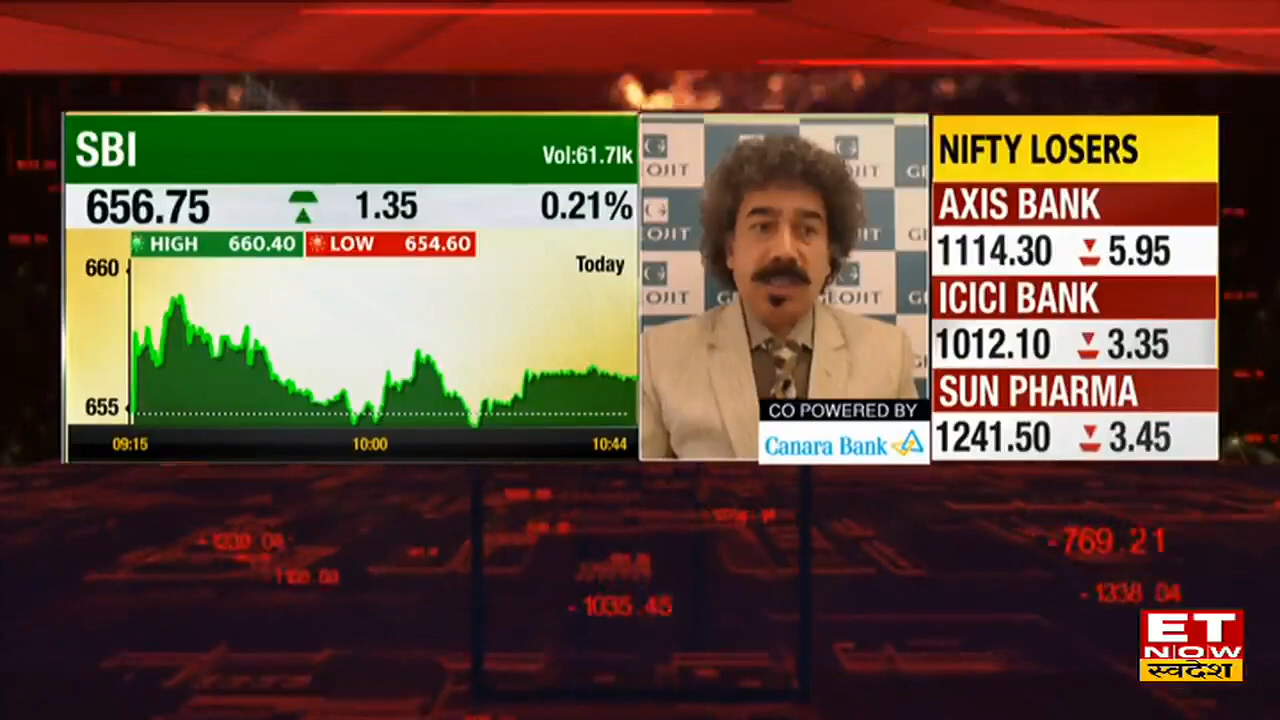 SBI
Vol:61.7lk
656.75 1.35 0.21%
HIGH 660.40 LOW 654.60
Today
660
655
09:15 10:00 10:44
GEOJIT
CO POWERED BY
Canara Bank
NIFTY LOSERS
AXIS BANK
1114.30 5.95
ICICI BANK
1012.10 3.35
SUN PHARMA
1241.50 3.45
-769.21
-1035.45
-1338.04
ET
NOW
स्वदेश